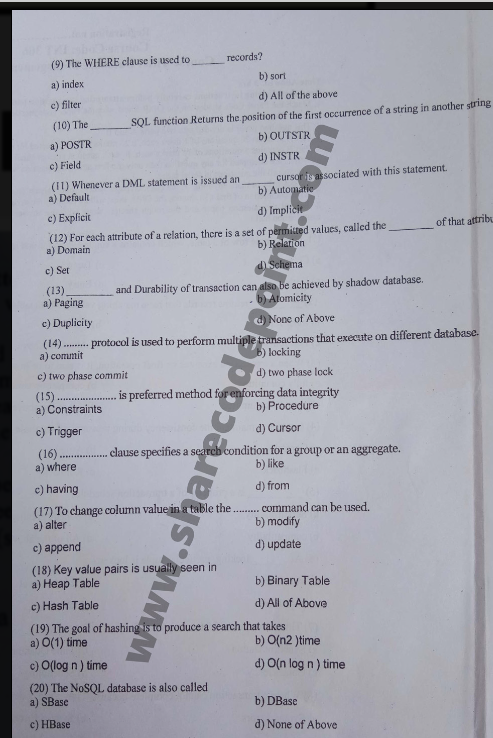 (9) The WHERE clause is used to ______ records?
a) index b) sort
c) filter d) All of the above
(10) The ________ SQL function Returns the position of the first occurrence of a string in another string
a) POSTR b) OUTSTR
c) Field d) INSTR
(11) Whenever a DML statement is issued an ______ cursor is associated with this statement.
a) Default b) Automatic
c) Explicit d) Implicit
(12) For each attribute of a relation, there is a set of permitted values, called the ________ of that attribu
a) Domain b) Relation
c) Set d) Schema
(13) ________ and Durability of transaction can also be achieved by shadow database.
a) Paging b) Atomicity
c) Duplicity d) None of Above
(14) ......... protocol is used to perform multiple transactions that execute on different database.
a) commit b) locking
c) two phase commit d) two phase lock
(15) ...................... is preferred method for enforcing data integrity
a) Constraints b) Procedure
c) Trigger d) Cursor
(16) .................. clause specifies a search condition for a group or an aggregate.
a) where b) like
c) having d) from
(17) To change column value in a table the ......... command can be used.
a) alter b) modify
c) append d) update
(18) Key value pairs is usually seen in
a) Heap Table b) Binary Table
c) Hash Table d) All of Above
(19) The goal of hashing is to produce a search that takes
a) O(1) time b) O(n2 )time
c) O(log n ) time d) O(n log n ) time
(20) The NoSQL database is also called
a) SBase b) DBase
c) HBase d) None of Above
www.sharecodepoint.com